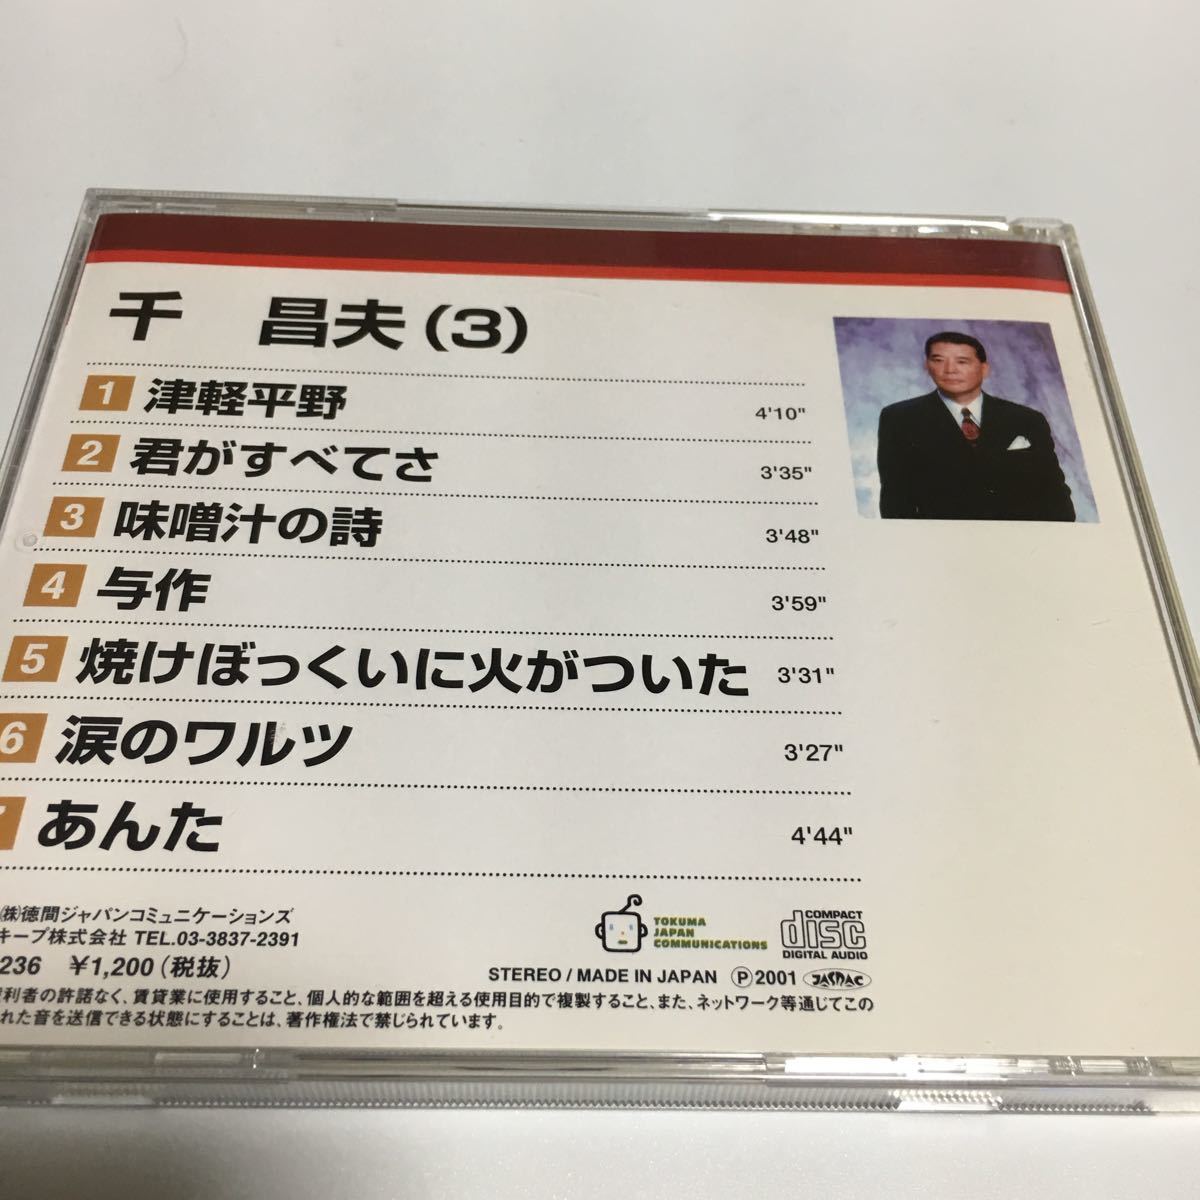 千 昌夫(3)
1 津軽平野 4'10"
2 君がすべてさ 3'35"
3 味噌汁の詩 3'48"
4 与作 3'59"
5 焼けぼっくいに火がついた 3'31"
6 涙のワルツ 3'27"
あんた 4'44"
㈱徳間ジャパンコミュニケーションズ
キープ株式会社 TEL.03-3837-2391
236 ¥1,200(税抜)
TOKUMA
JAPAN
COMMUNICATIONS
COMPACT
disc
DIGITAL AUDIO
STEREO / MADE IN JAPAN Ⓟ2001 JASRAC
利者の許諾なく、賃貸業に使用すること、個人的な範囲を超える使用目的で複製すること、また、ネットワーク等通じてこの
れた音を送信できる状態にすることは、著作権法で禁じられています。